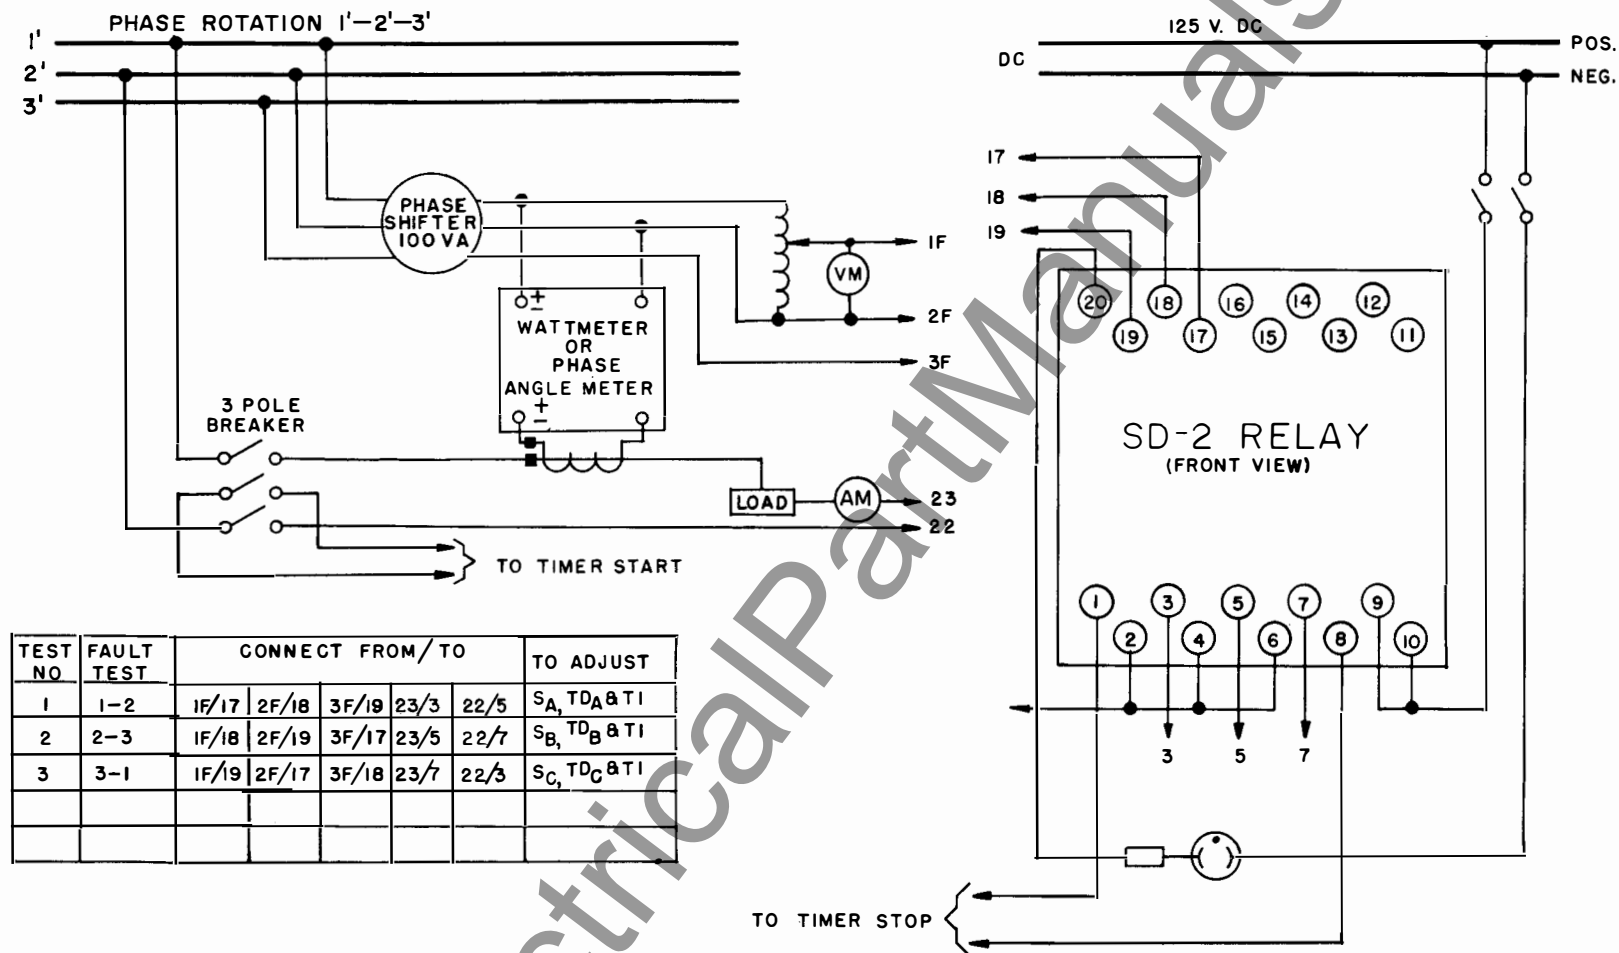 PHASE ROTATION 1'-2'-3'
1'
2'
3'
125 V. DC
DC
POS.
NEG.
PHASE
SHIFTER
100 VA
VM
1F
2F
3F
17
18
19
WATTMETER
OR
PHASE
ANGLE METER
±
±
3 POLE
BREAKER
LOAD
AM
23
22
TO TIMER START
20
19
18
17
16
15
14
13
12
11
SD-2 RELAY
(FRONT VIEW)
1
2
3
4
5
6
7
8
9
10
3
5
7
TO TIMER STOP
TEST NO FAULT TEST CONNECT FROM/TO TO ADJUST
1 1-2 1F/17 2F/18 3F/19 23/3 22/5 SA, TDA & T1
2 2-3 1F/18 2F/19 3F/17 23/5 22/7 SB, TDB & T1
3 3-1 1F/19 2F/17 3F/18 23/7 22/3 SC, TDC & T1
ctricalPartManuals